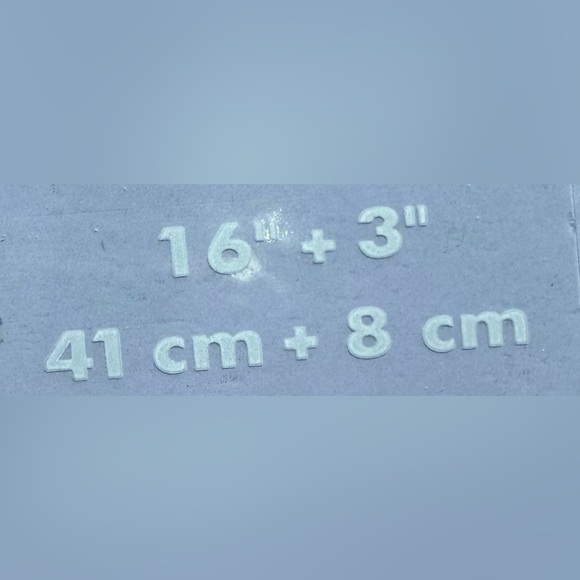 16" + 3"
41 cm + 8 cm